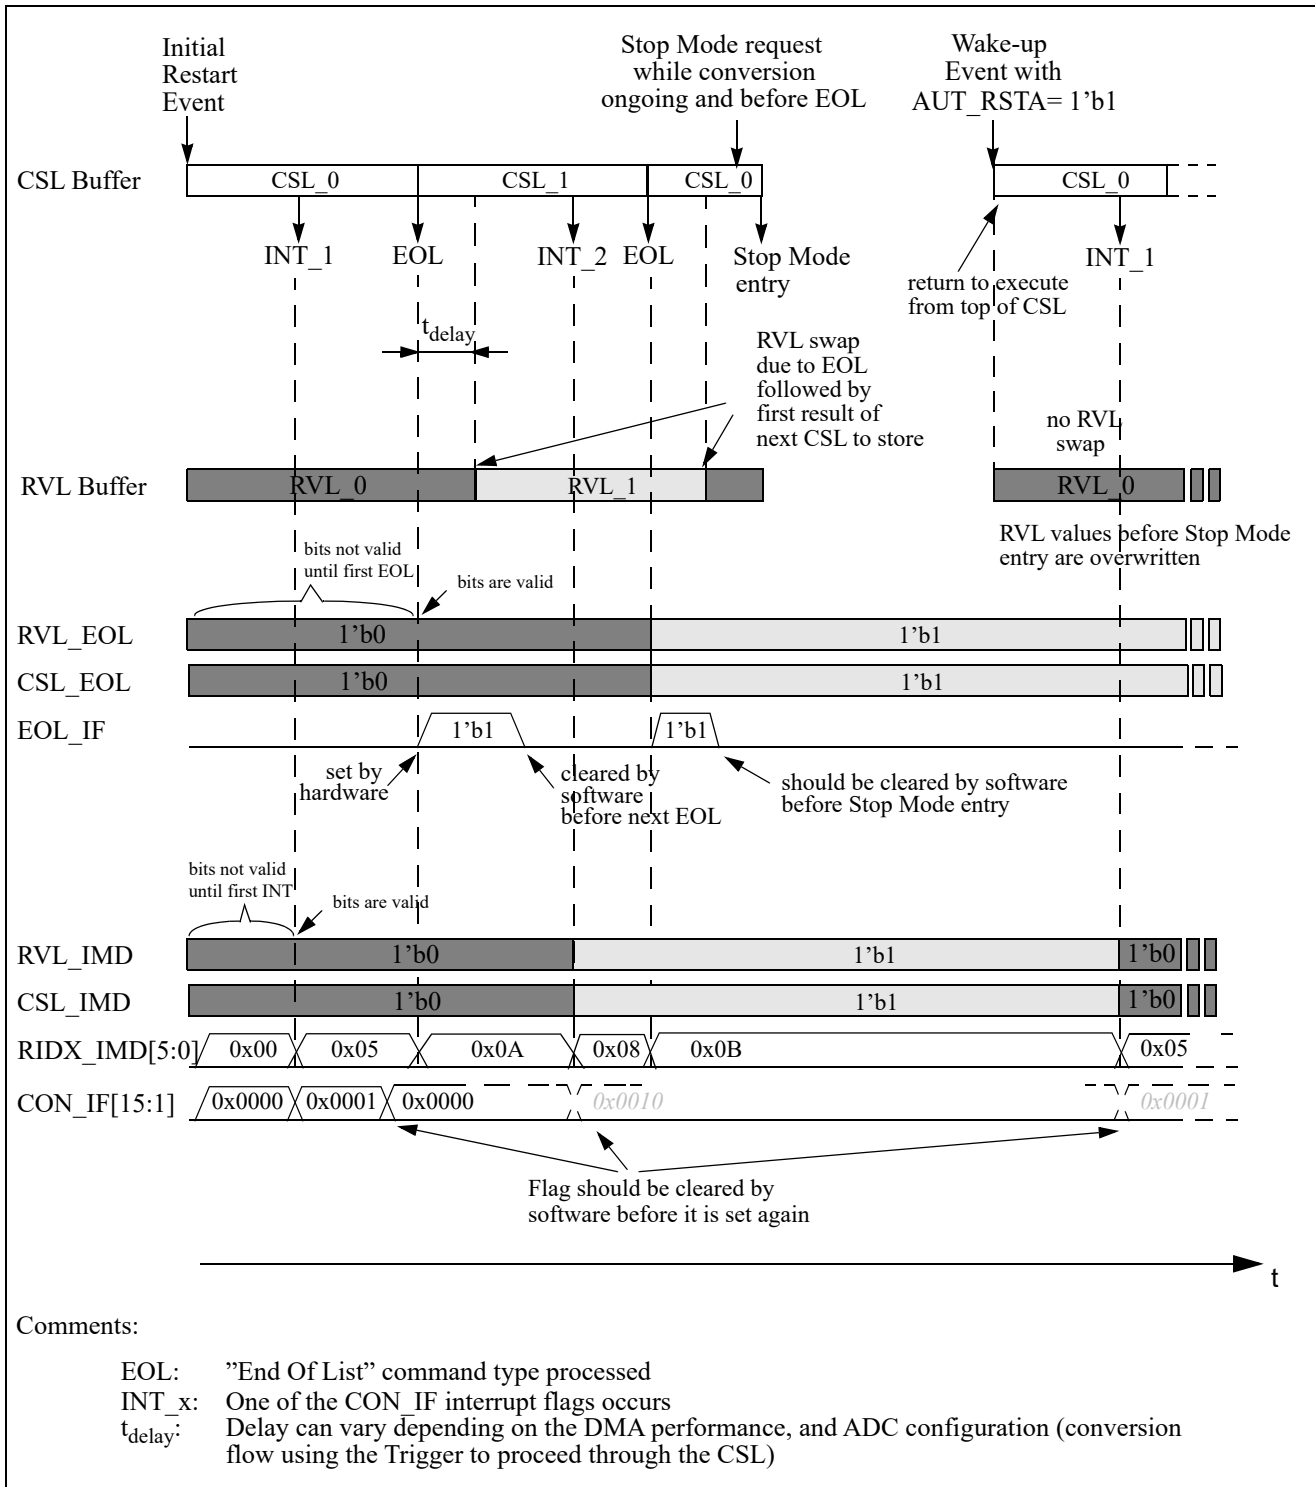 Initial
Restart
Event
Stop Mode request
while conversion
ongoing and before EOL
Wake-up
Event with
AUT_RSTA= 1’b1
CSL Buffer
CSL_0
CSL_1
CSL_0
CSL_0
INT_1
EOL
INT_2
EOL
Stop Mode
entry
INT_1
return to execute
from top of CSL
tdelay
RVL swap
due to EOL
followed by
first result of
next CSL to store
no RVL
swap
RVL Buffer
RVL_0
RVL_1
RVL_0
RVL values before Stop Mode
entry are overwritten
bits not valid
until first EOL
bits are valid
RVL_EOL
1’b0
1’b1
CSL_EOL
1’b0
1’b1
EOL_IF
1’b1
1’b1
set by
hardware
cleared by
software
before next EOL
should be cleared by software
before Stop Mode entry
bits not valid
until first INT
bits are valid
RVL_IMD
1’b0
1’b1
1’b0
CSL_IMD
1’b0
1’b1
1’b0
RIDX_IMD[5:0]
0x00
0x05
0x0A
0x08
0x0B
0x05
CON_IF[15:1]
0x0000
0x0001
0x0000
0x0010
0x0001
Flag should be cleared by
software before it is set again
t
Comments:
EOL: ”End Of List” command type processed
INT_x: One of the CON_IF interrupt flags occurs
tdelay: Delay can vary depending on the DMA performance, and ADC configuration (conversion
flow using the Trigger to proceed through the CSL)